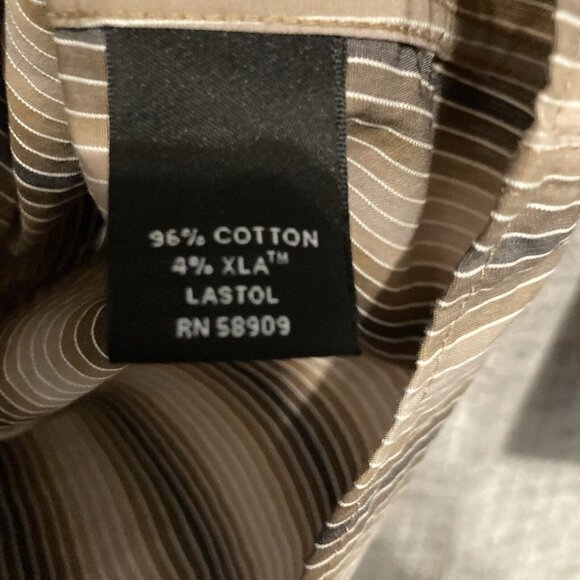 96% COTTON
4% XLA™
LASTOL
RN 58909